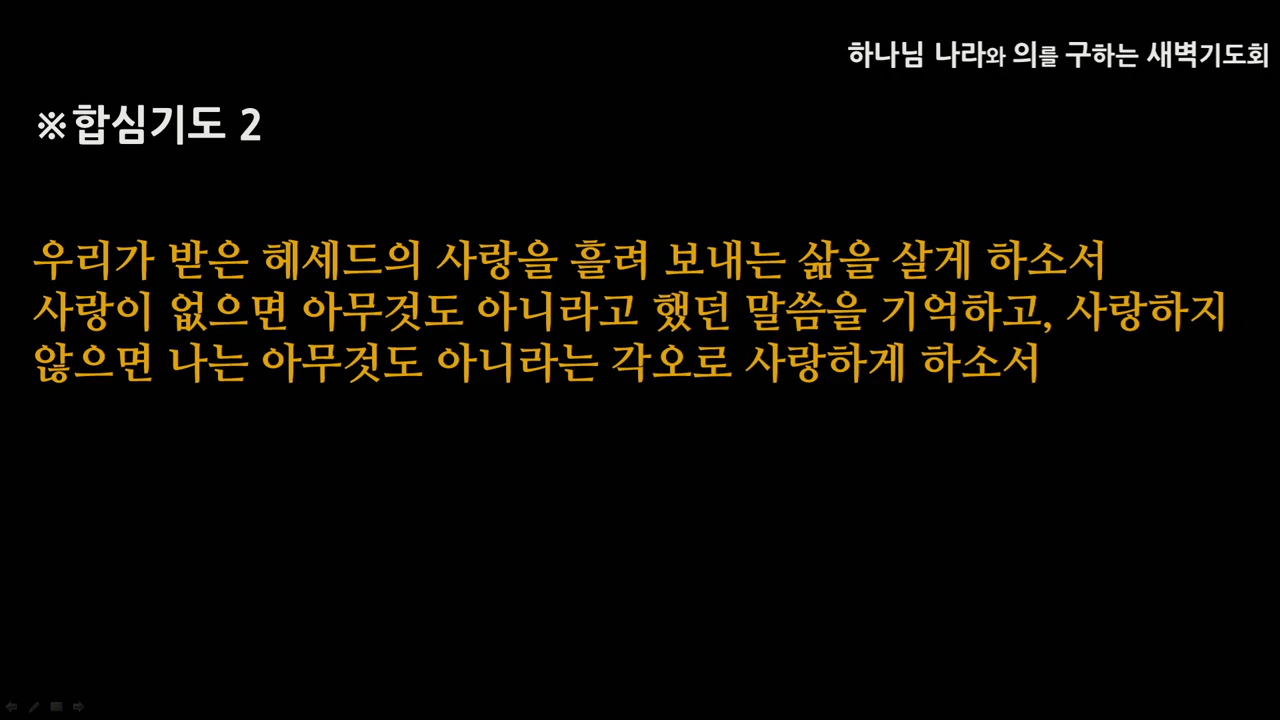 하나님 나라와 의를 구하는 새벽기도회
※합심기도 2
우리가 받은 헤세드의 사랑을 흘려 보내는 삶을 살게 하소서
사랑이 없으면 아무것도 아니라고 했던 말씀을 기억하고, 사랑하지
않으면 나는 아무것도 아니라는 각오로 사랑하게 하소서